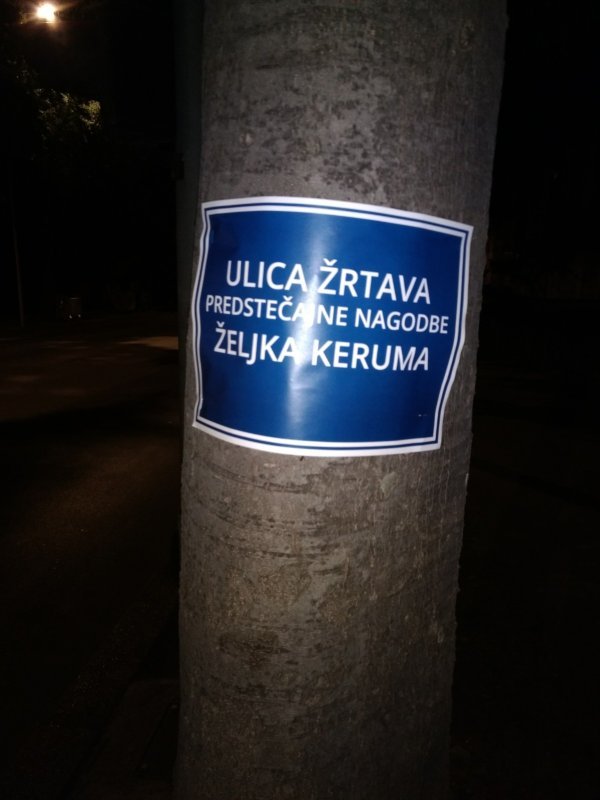 ULICA ŽRTAVA
PREDSTEČAJNE NAGODBE
ŽELJKA KERUMA